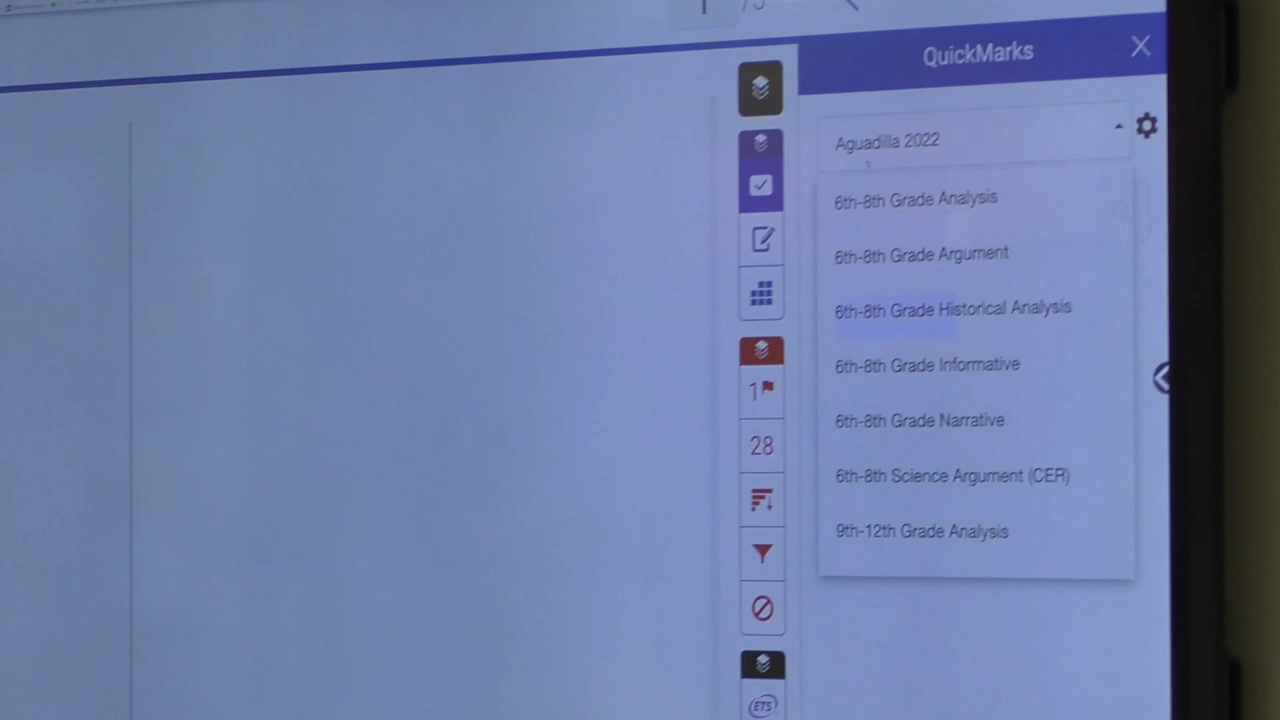 /5
QuickMarks
Aguadilla 2022
6th-8th Grade Analysis
6th-8th Grade Argument
6th-8th Grade Historical Analysis
6th-8th Grade Informative
6th-8th Grade Narrative
6th-8th Science Argument (CER)
9th-12th Grade Analysis
1
28
ETS